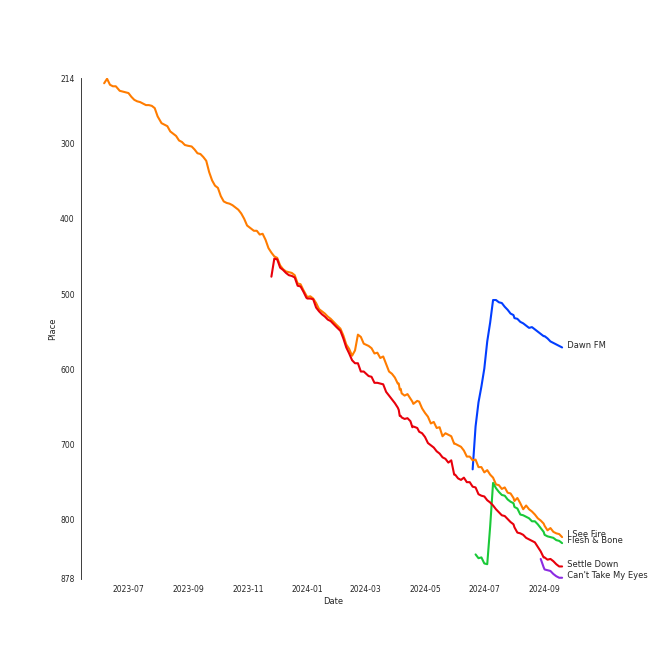 214
300
400
500
600
700
800
878
Place
2023-07
2023-09
2023-11
2024-01
2024-03
2024-05
2024-07
2024-09
Date
Dawn FM
I See Fire
Flesh & Bone
Settle Down
Can't Take My Eyes